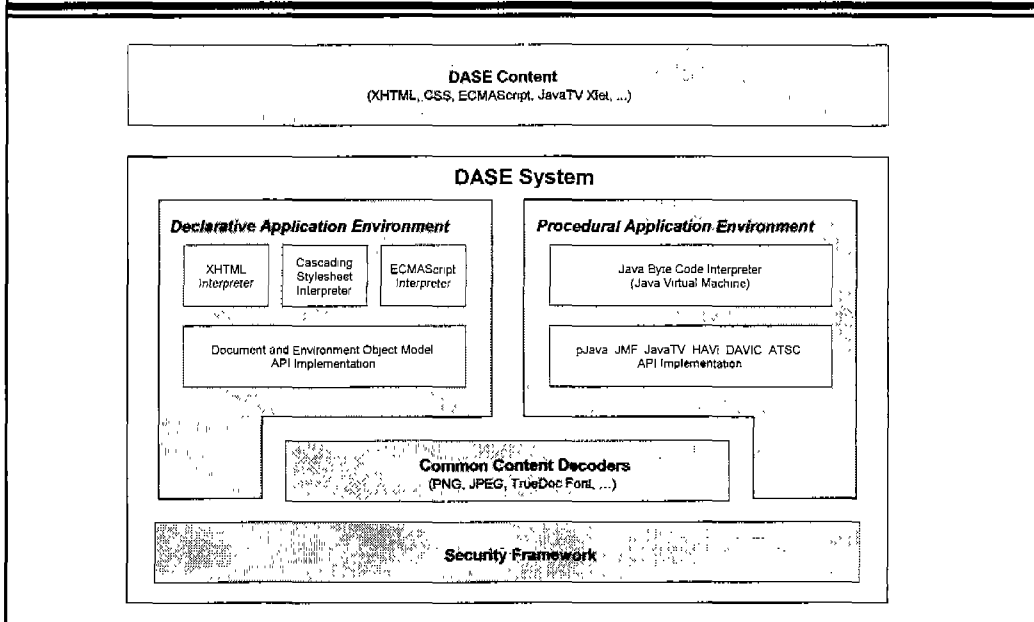 DASE Content
(XHTML, CSS, ECMAScript, JavaTV Xlet, ...)
DASE System
Declarative Application Environment
XHTML
Interpreter
Cascading
Stylesheet
Interpreter
ECMAScript
Interpreter
Document and Environment Object Model
API Implementation
Procedural Application Environment
Java Byte Code Interpreter
(Java Virtual Machine)
pJava JMF JavaTV HAVi DAVIC ATSC
API Implementation
Common Content Decoders
(PNG, JPEG, TrueDoc Font, ...)
Security Framework